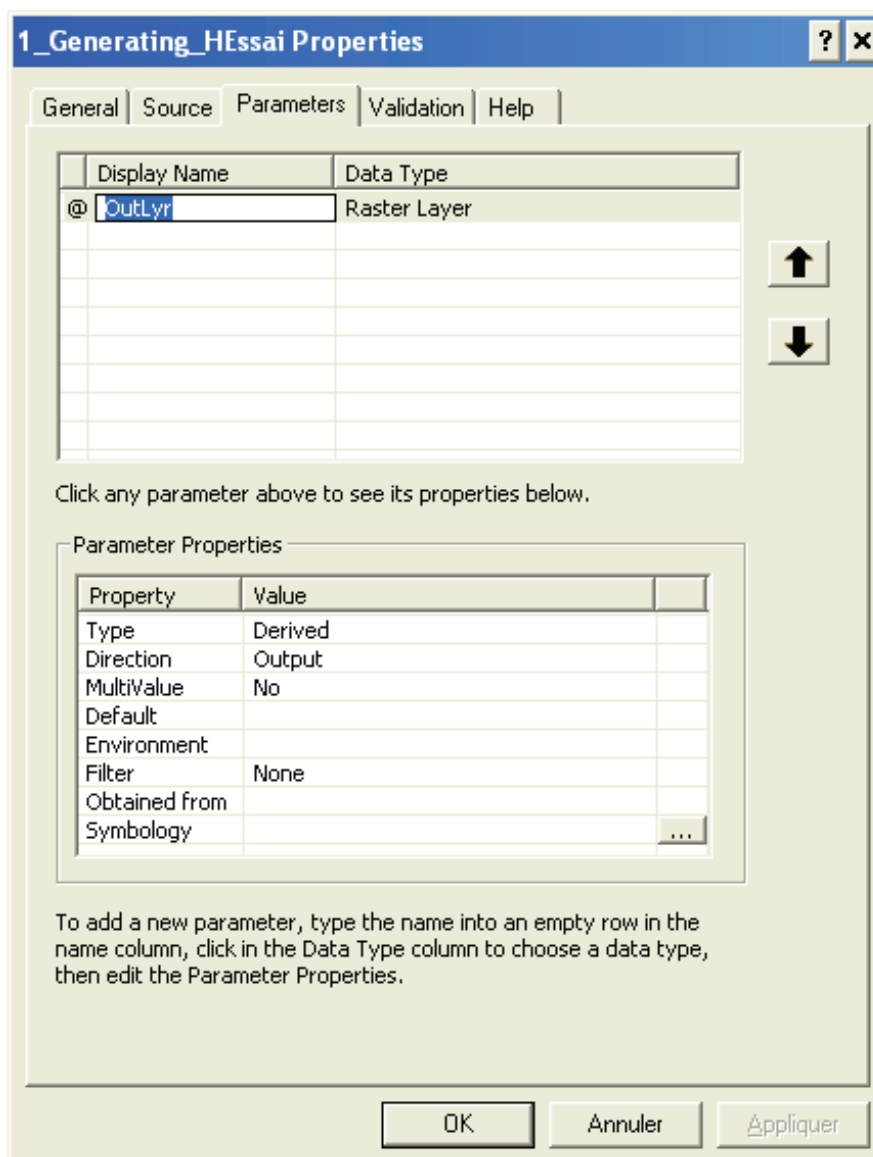 1_Generating_HEssai Properties ? ×
General Source Parameters Validation Help
Display Name Data Type
@ OutLyr Raster Layer
Click any parameter above to see its properties below.
Parameter Properties
Property Value
Type Derived
Direction Output
MultiValue No
Default
Environment
Filter None
Obtained from
Symbology ...
To add a new parameter, type the name into an empty row in the
name column, click in the Data Type column to choose a data type,
then edit the Parameter Properties.
OK Annuler Appliquer